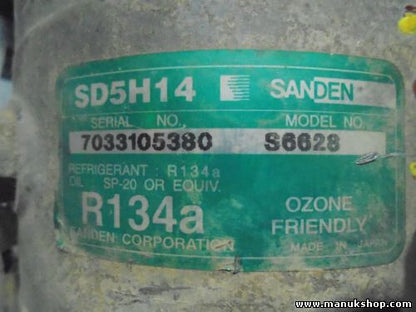 SD5H14 SANDEN
SERIAL NO., MODEL NO.
7033105380 S6628
REFRIGERANT : R134a
OIL SP-20 OR EQUIV.
R134a OZONE
FRIENDLY
SANDEN CORPORATION MADE IN JAPAN
www.manukshop.com